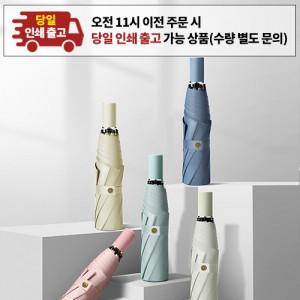 당일
인쇄 출고
오전 11시 이전 주문 시
당일 인쇄 출고 가능 상품(수량 별도 문의)